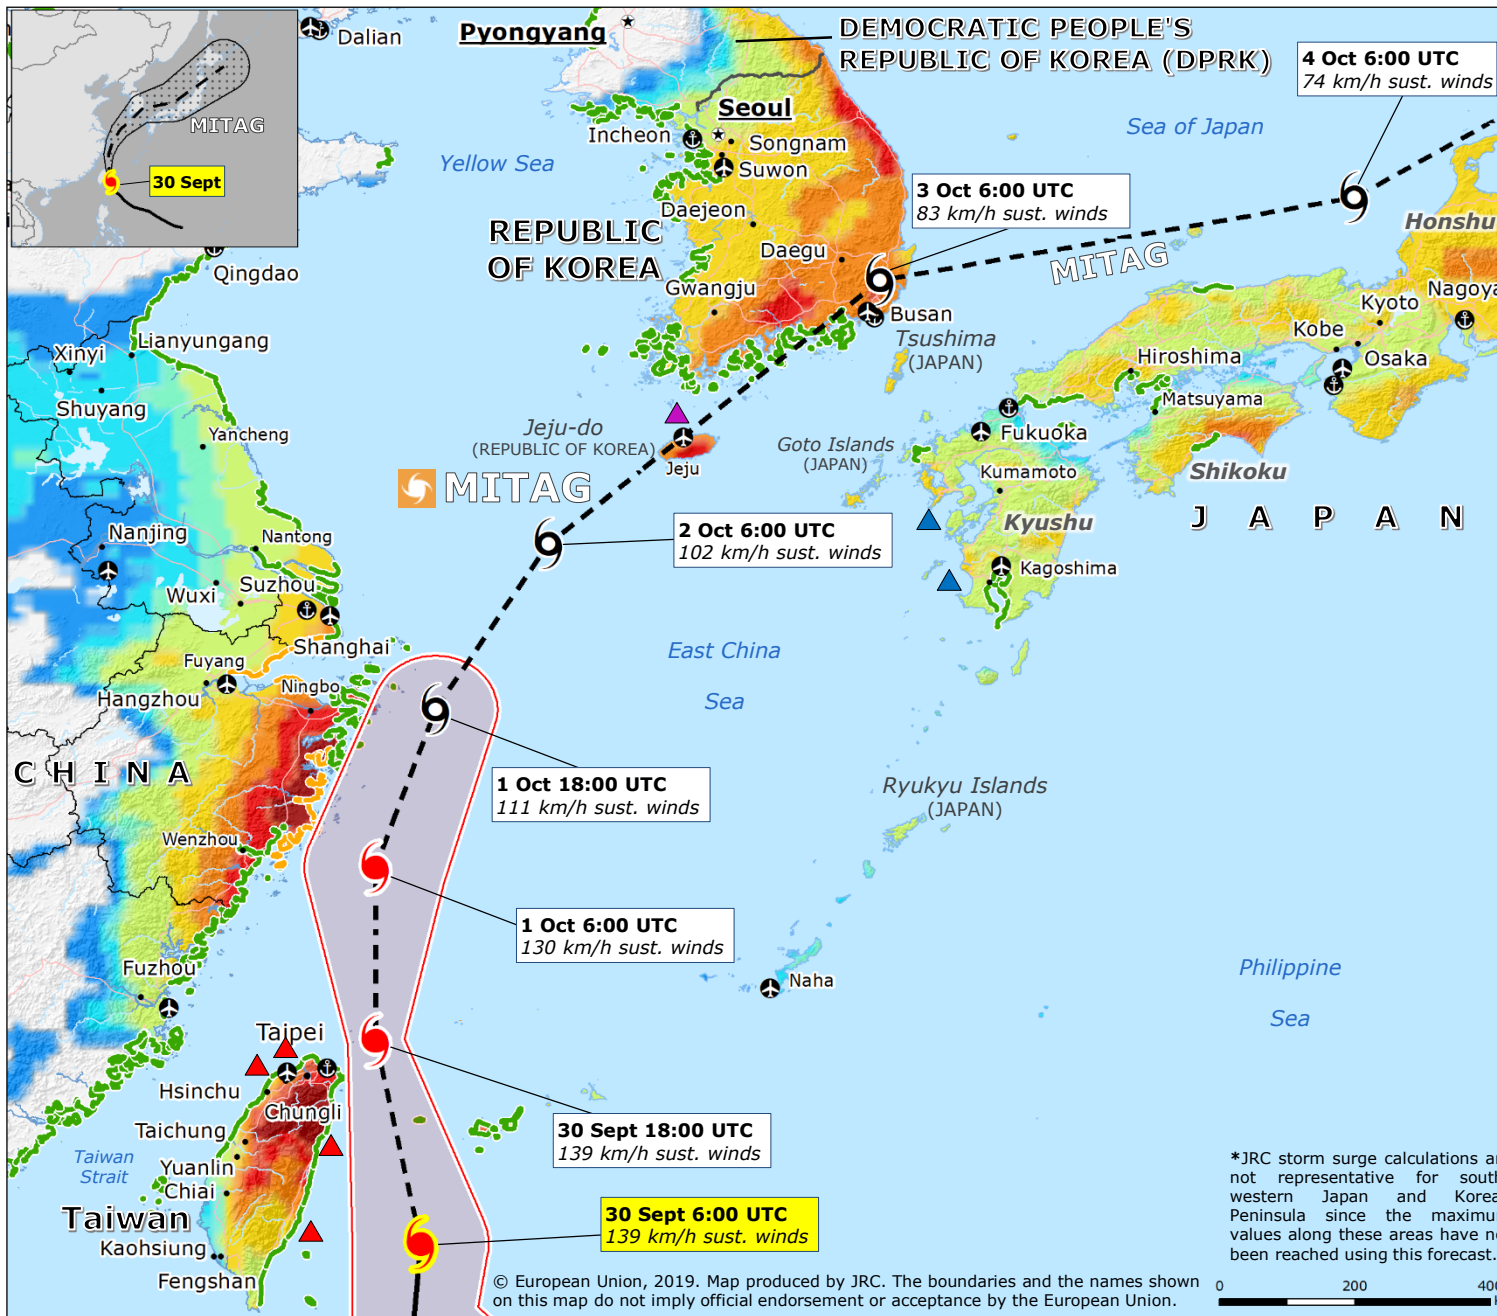 Dalian
Pyongyang
DEMOCRATIC PEOPLE'S
REPUBLIC OF KOREA (DPRK)
4 Oct 6:00 UTC
74 km/h sust. winds
MITAG
30 Sept
Seoul
Incheon
Songnam
Suwon
Yellow Sea
Sea of Japan
3 Oct 6:00 UTC
83 km/h sust. winds
Daejeon
REPUBLIC
OF KOREA
Daegu
Honshu
MITAG
Qingdao
Gwangju
Busan
Kyoto
Nagoya
Kobe
Osaka
Tsushima
(JAPAN)
Hiroshima
Lianyungang
Xinyi
Shuyang
Matsuyama
Yancheng
Jeju-do
(REPUBLIC OF KOREA)
Jeju
Goto Islands
(JAPAN)
Fukuoka
Kumamoto
Shikoku
MITAG
JAPAN
Kyushu
Nanjing
Nantong
2 Oct 6:00 UTC
102 km/h sust. winds
Suzhou
Wuxi
Kagoshima
Shanghai
East China
Sea
Fuyang
Hangzhou
Ningbo
CHINA
1 Oct 18:00 UTC
111 km/h sust. winds
Ryukyu Islands
(JAPAN)
Wenzhou
1 Oct 6:00 UTC
130 km/h sust. winds
Fuzhou
Naha
Philippine
Sea
Taipei
Hsinchu
Chungli
Taichung
30 Sept 18:00 UTC
139 km/h sust. winds
Taiwan
Strait
Yuanlin
Chiai
Taiwan
Kaohsiung
Fengshan
30 Sept 6:00 UTC
139 km/h sust. winds
*JRC storm surge calculations ar
not representative for south
western Japan and Korea
Peninsula since the maximu
values along these areas have no
been reached using this forecast.
© European Union, 2019. Map produced by JRC. The boundaries and the names shown
on this map do not imply official endorsement or acceptance by the European Union.
0 200 400